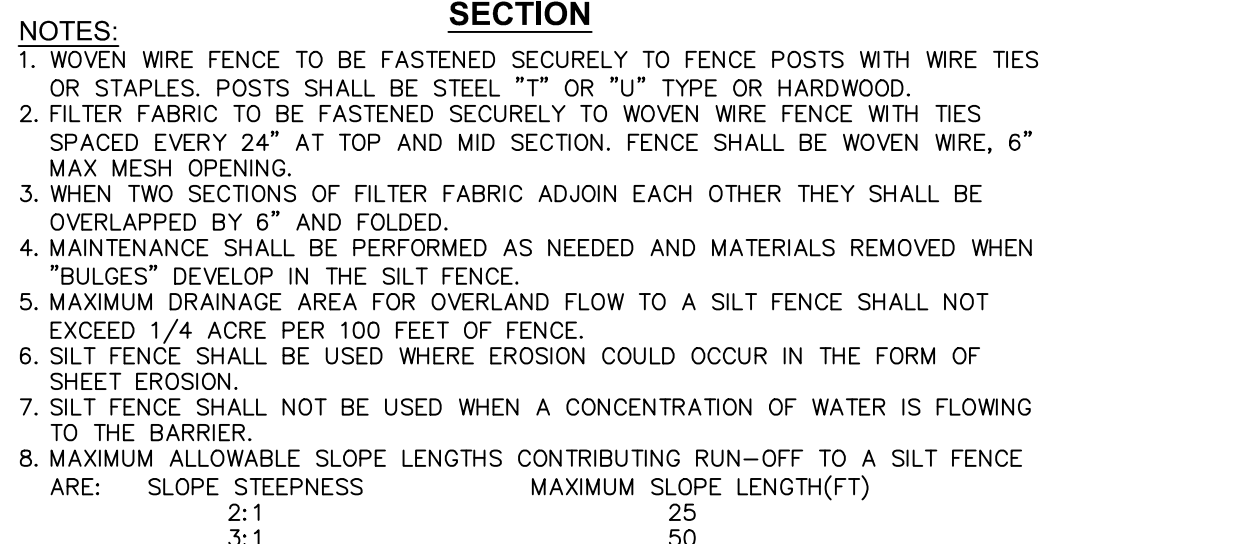 SECTION
NOTES:
1. WOVEN WIRE FENCE TO BE FASTENED SECURELY TO FENCE POSTS WITH WIRE TIES
OR STAPLES. POSTS SHALL BE STEEL "T" OR "U" TYPE OR HARDWOOD.
2. FILTER FABRIC TO BE FASTENED SECURELY TO WOVEN WIRE FENCE WITH TIES
SPACED EVERY 24" AT TOP AND MID SECTION. FENCE SHALL BE WOVEN WIRE, 6"
MAX MESH OPENING.
3. WHEN TWO SECTIONS OF FILTER FABRIC ADJOIN EACH OTHER THEY SHALL BE
OVERLAPPED BY 6" AND FOLDED.
4. MAINTENANCE SHALL BE PERFORMED AS NEEDED AND MATERIALS REMOVED WHEN
"BULGES" DEVELOP IN THE SILT FENCE.
5. MAXIMUM DRAINAGE AREA FOR OVERLAND FLOW TO A SILT FENCE SHALL NOT
EXCEED 1/4 ACRE PER 100 FEET OF FENCE.
6. SILT FENCE SHALL BE USED WHERE EROSION COULD OCCUR IN THE FORM OF
SHEET EROSION.
7. SILT FENCE SHALL NOT BE USED WHEN A CONCENTRATION OF WATER IS FLOWING
TO THE BARRIER.
8. MAXIMUM ALLOWABLE SLOPE LENGTHS CONTRIBUTING RUN-OFF TO A SILT FENCE
ARE: SLOPE STEEPNESS MAXIMUM SLOPE LENGTH(FT)
2:1 25
3:1 50